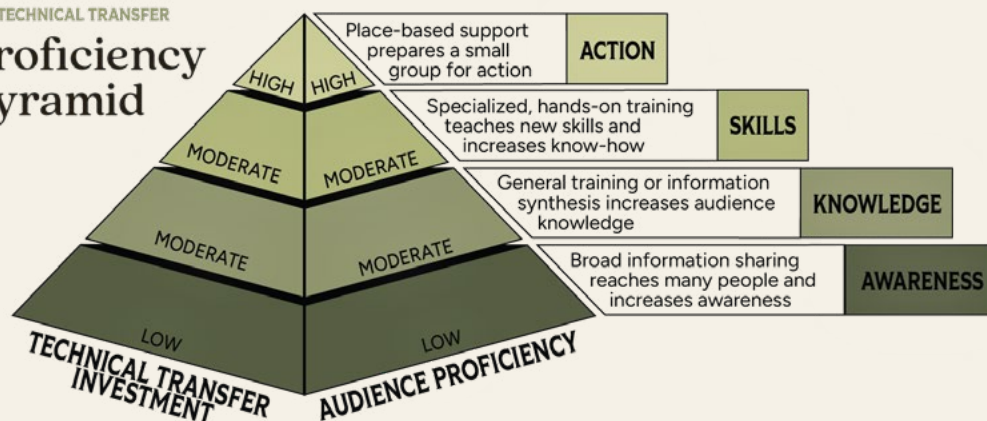 TECHNICAL TRANSFER
roficiency
yramid
Place-based support
prepares a small
group for action
ACTION
HIGH
HIGH
Specialized, hands-on training
teaches new skills and
increases know-how
SKILLS
MODERATE
MODERATE
General training or information
synthesis increases audience
knowledge
KNOWLEDGE
MODERATE
MODERATE
Broad information sharing
reaches many people and
increases awareness
AWARENESS
LOW
LOW
TECHNICAL TRANSFER
INVESTMENT
AUDIENCE PROFICIENCY